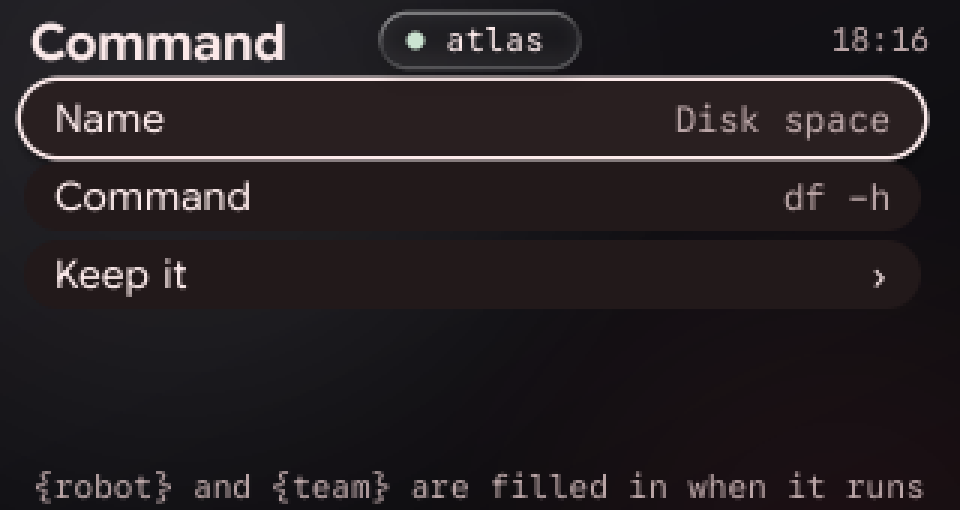 Command
atlas
18:16
Name Disk space
Command df -h
Keep it ›
{robot} and {team} are filled in when it runs